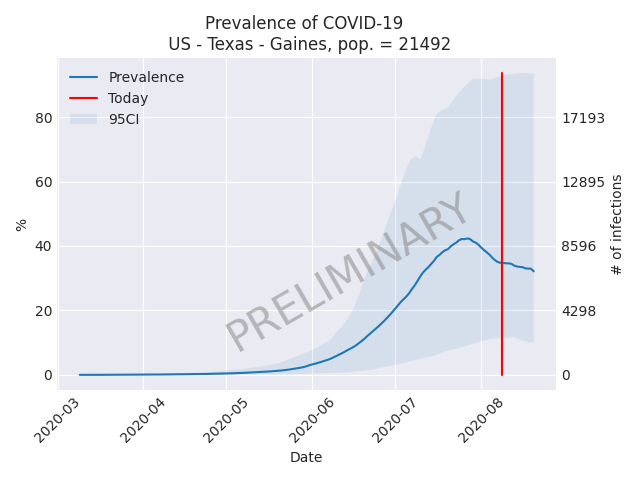 Prevalence of COVID-19
US - Texas - Gaines, pop. = 21492
Prevalence
Today
95CI
PRELIMINARY
%
80
60
40
20
0
17193
12895
8596
4298
0
# of infections
2020-03
2020-04
2020-05
2020-06
2020-07
2020-08
Date